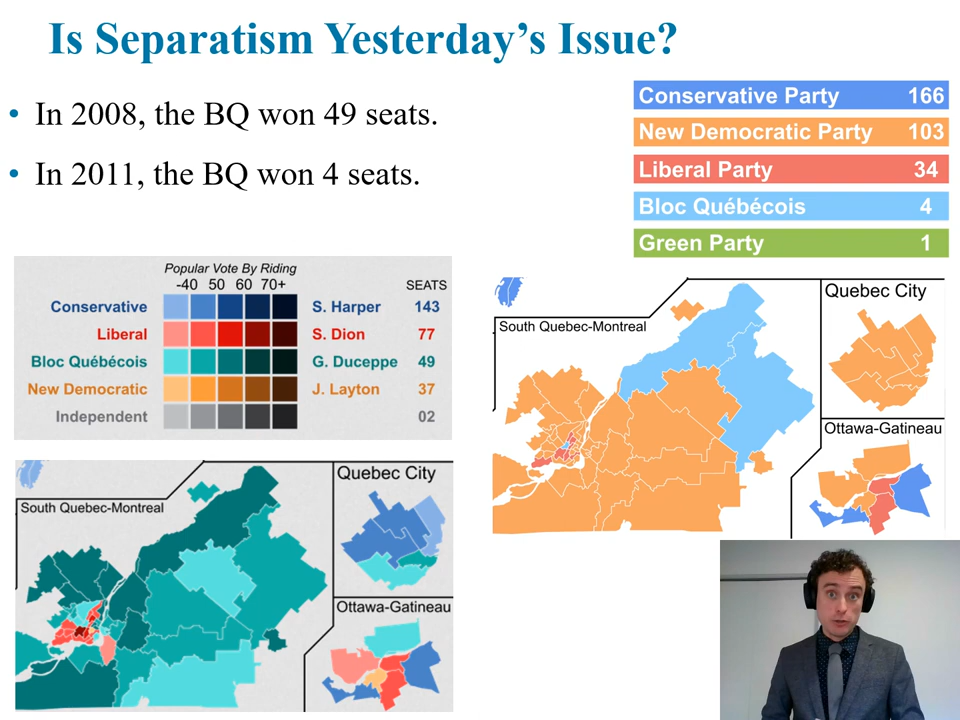 Is Separatism Yesterday’s Issue?
• In 2008, the BQ won 49 seats.
• In 2011, the BQ won 4 seats.
Conservative Party 166
New Democratic Party 103
Liberal Party 34
Bloc Québécois 4
Green Party 1
Popular Vote By Riding
-40 50 60 70+ SEATS
Conservative S. Harper 143
Liberal S. Dion 77
Bloc Québécois G. Duceppe 49
New Democratic J. Layton 37
Independent 02
South Quebec-Montreal
Quebec City
Ottawa-Gatineau
South Quebec-Montreal
Quebec City
Ottawa-Gatineau